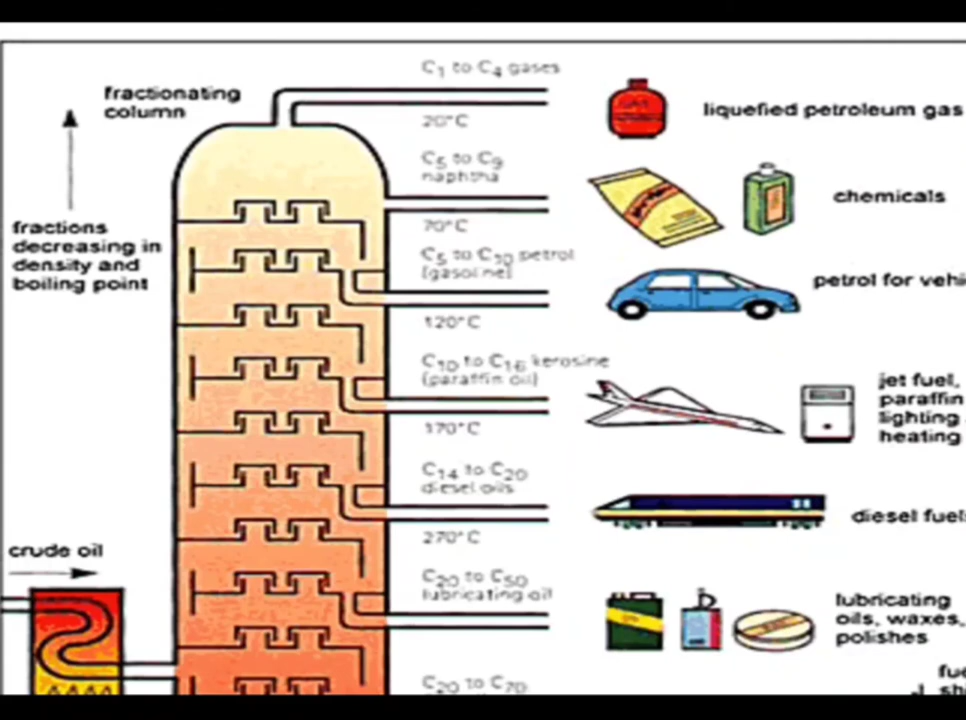 C₁ to C₄ gases
fractionating
column
liquefied petroleum gas
20°C
C₅ to C₉
naphtha
chemicals
70°C
fractions
decreasing in
density and
boiling point
C₅ to C₁₀ petrol
(gasoline)
petrol for
120°C
C₁₀ to C₁₆ kerosine
(paraffin oil)
jet fuel,
paraffin
lighting
heating
170°C
C₁₄ to C₂₀
diesel oils
diesel
270°C
crude oil
C₂₀ to C₅₀
lubricating oil
lubricating
oils, waxes,
polishes
C₂₀ to C₇₀